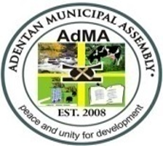 ADENTAN MUNICIPAL ASSEMBLY
AdMA
EST. 2008
peace and unity for development